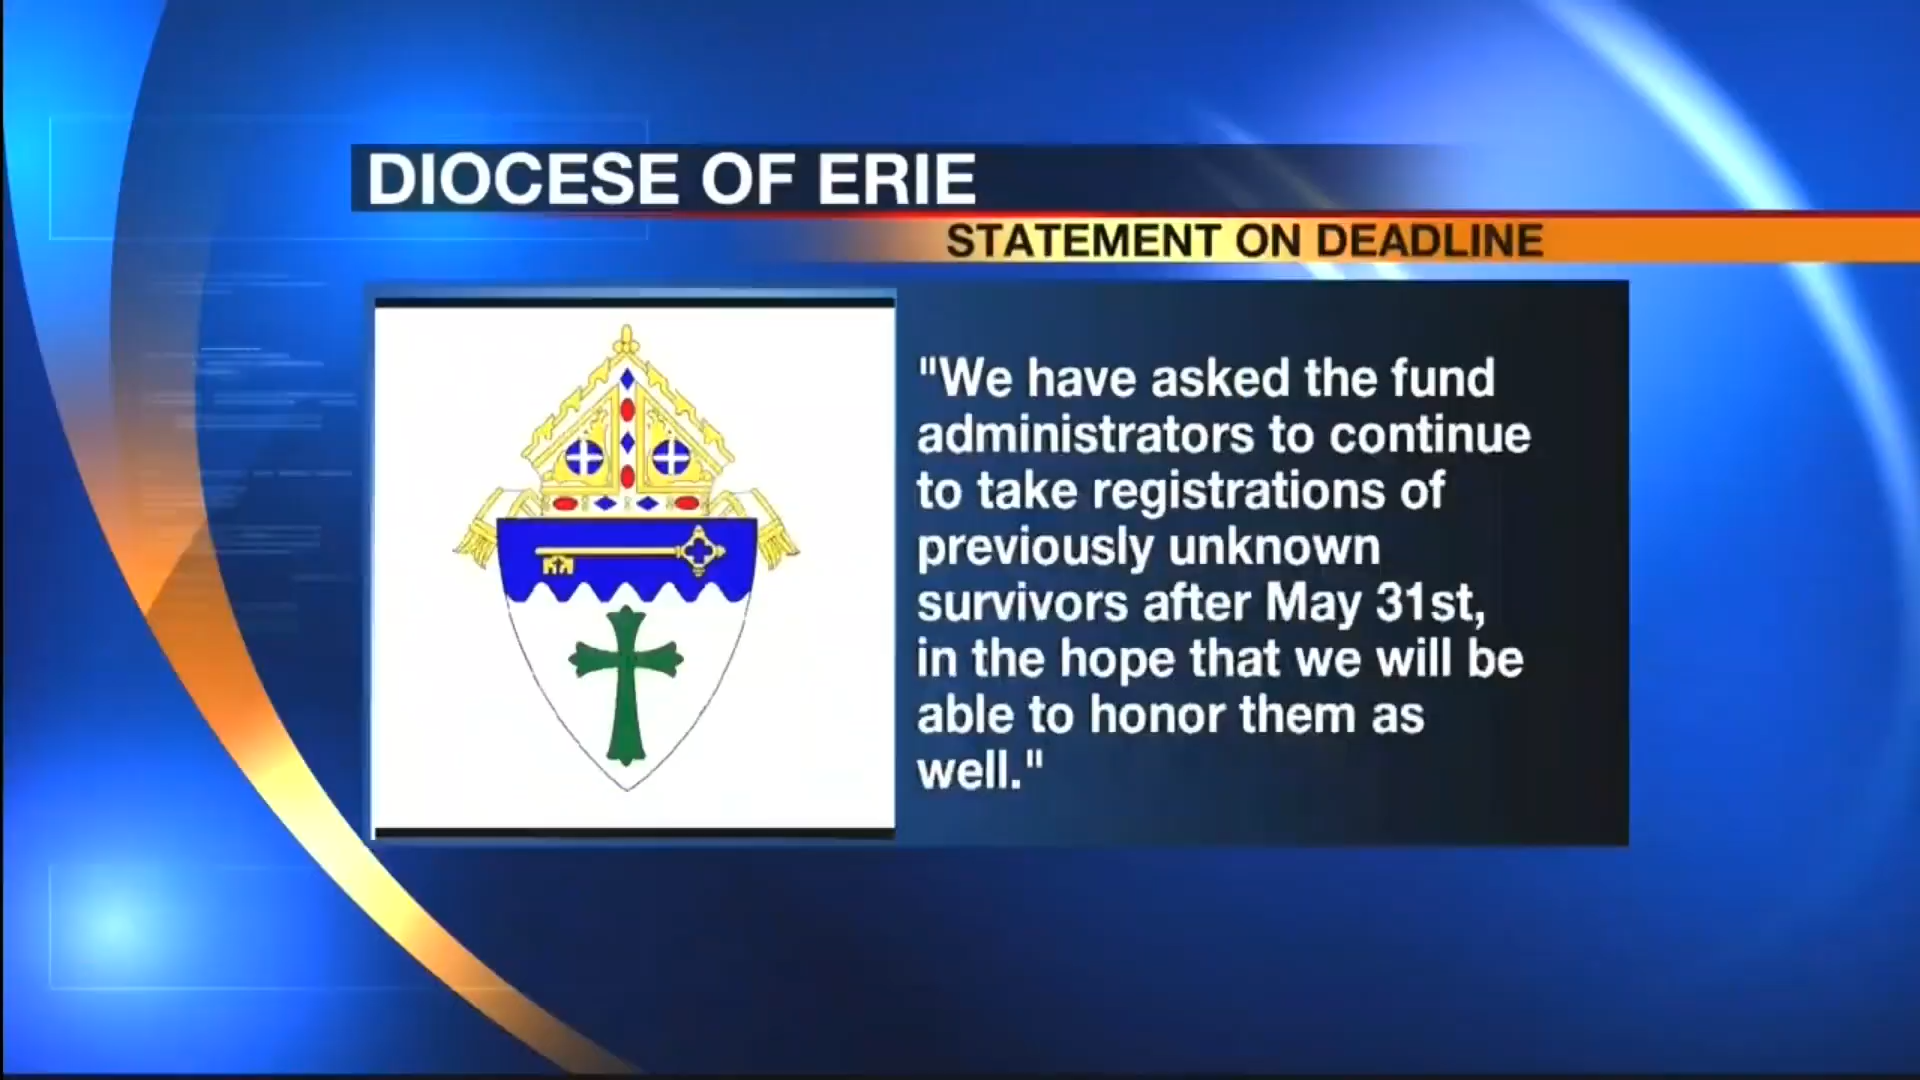 DIOCESE OF ERIE
STATEMENT ON DEADLINE
"We have asked the fund
administrators to continue
to take registrations of
previously unknown
survivors after May 31st,
in the hope that we will be
able to honor them as
well."